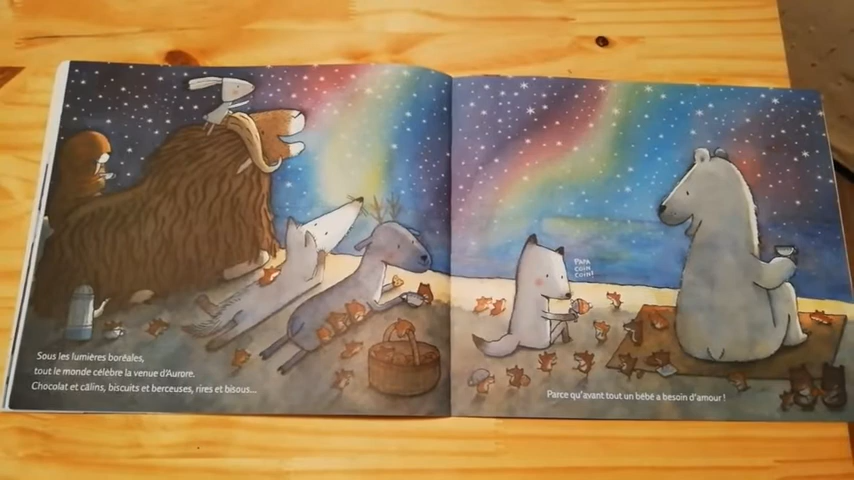 Sous les lumières boréales,
tout le monde célèbre la venue d'Aurore.
Chocolat et câlins, biscuits et berceuses, rires et bisous...
PAPA
COIN
COIN!
Parce qu'avant tout un bébé a besoin d'amour !